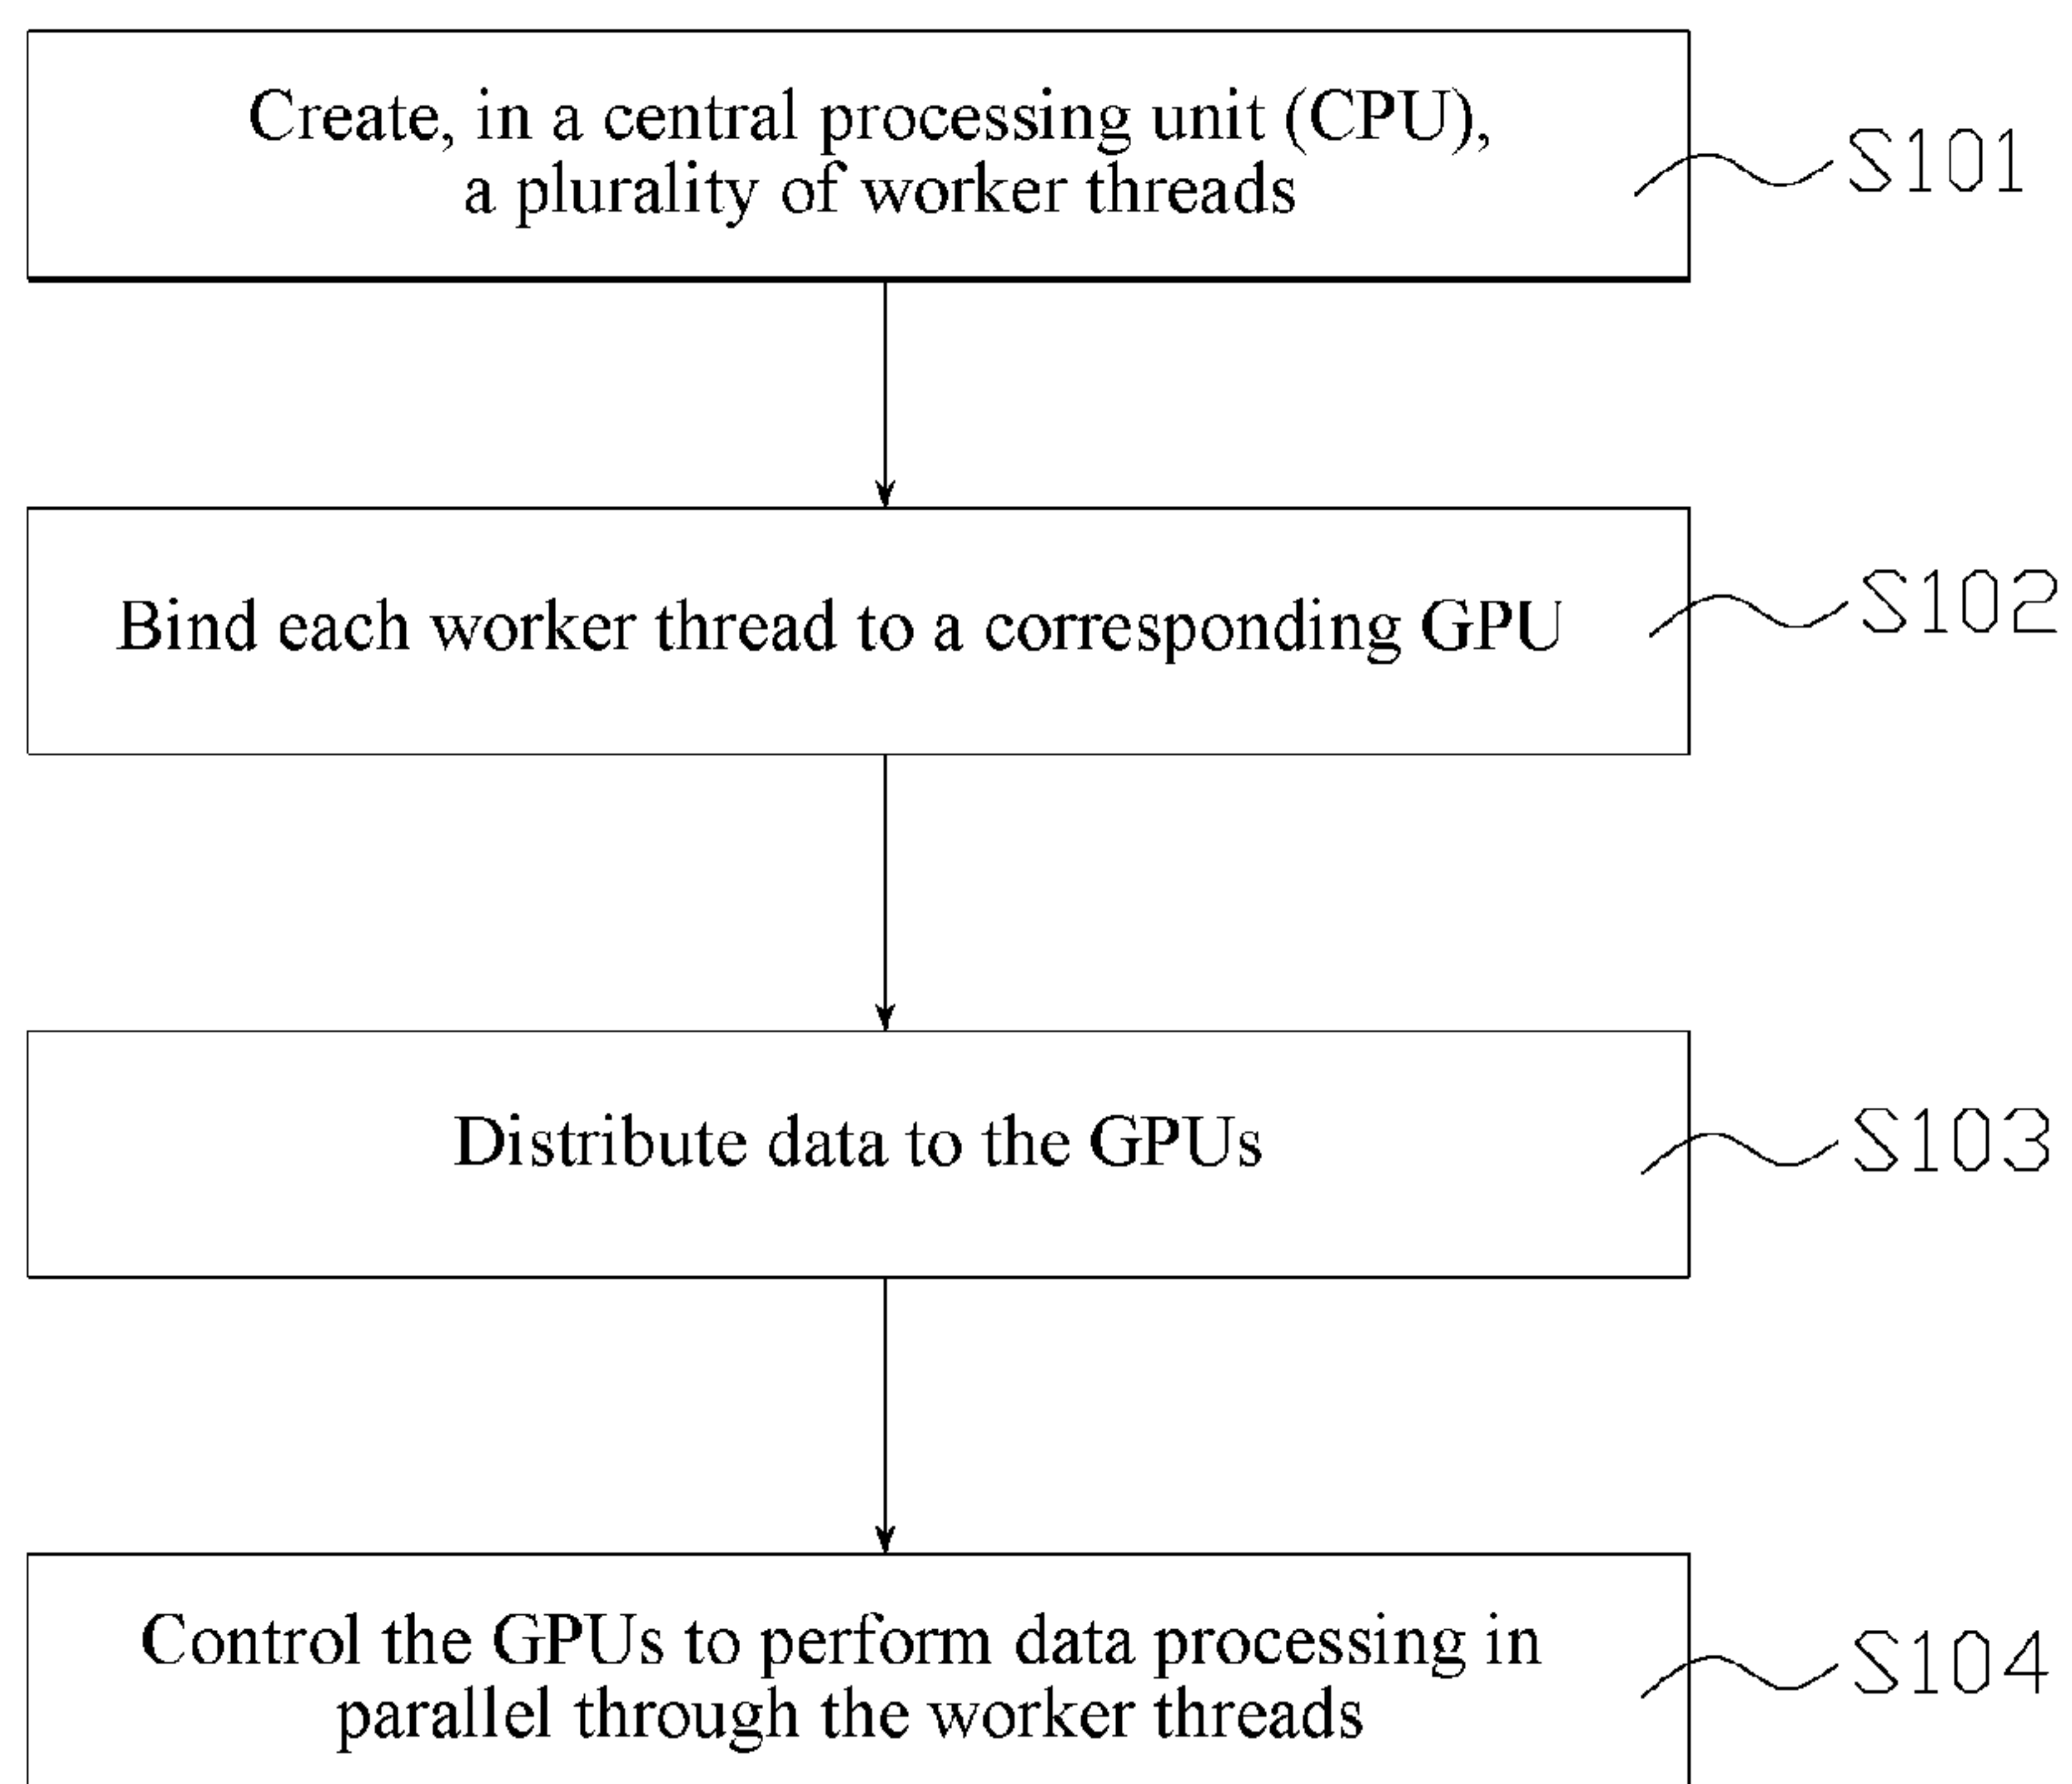 Create, in a central processing unit (CPU),
a plurality of worker threads
S101
Bind each worker thread to a corresponding GPU
S102
Distribute data to the GPUs
S103
Control the GPUs to perform data processing in
parallel through the worker threads
S104